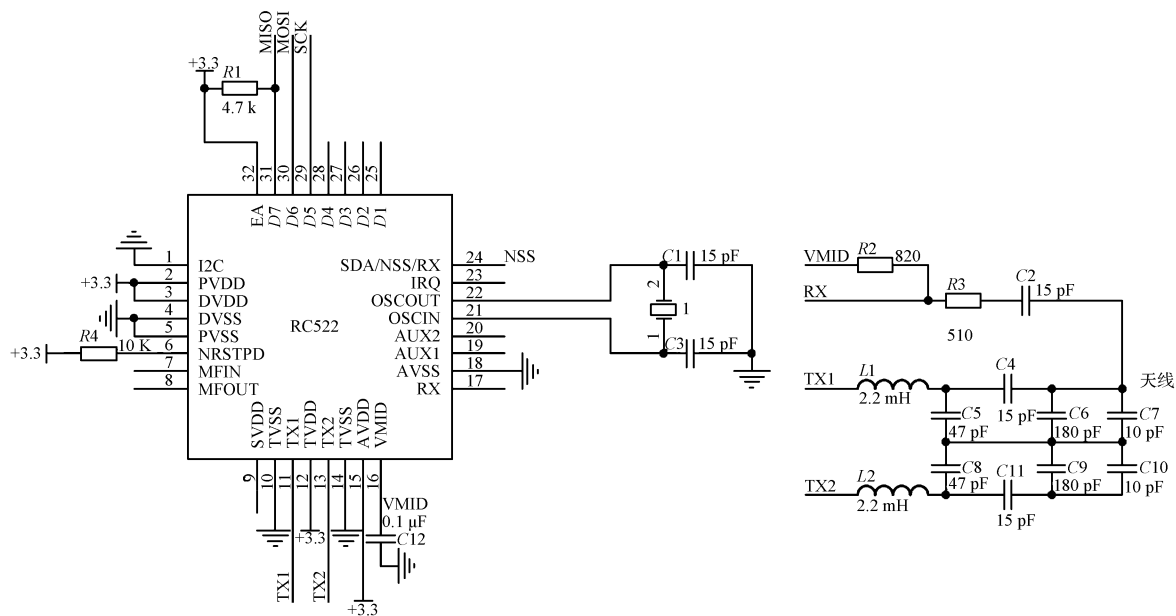 MISO
MOSI
SCK
+3.3
R1
4.7 k
32
31
30
29
28
27
26
25
EA
D7
D6
D5
D4
D3
D2
D1
1 I2C
+3.3 2 PVDD
3 DVDD
4 DVSS
5 PVSS
+3.3 R4 10 K 6 NRSTPD
7 MFIN
8 MFOUT
RC522
SDA/NSS/RX 24 NSS
IRQ 23
OSCOUT 22
OSCIN 21
AUX2 20
AUX1 19
AVSS 18
RX 17
SVDD
TVSS
TX1
TVDD
TX2
TVSS
AVDD
VMID
9
10
11
12
13
14
15
16
VMID
0.1 μF
C12
+3.3
TX1
TX2
+3.3
C1 15 pF
2
1
1
C3 15 pF
VMID R2 820
RX R3 C2 15 pF
510
TX1 L1 C4 天线
2.2 mH 15 pF
C5 C6 C7
47 pF 180 pF 10 pF
C8 C11 C9 C10
47 pF 180 pF 10 pF
TX2 L2
2.2 mH 15 pF